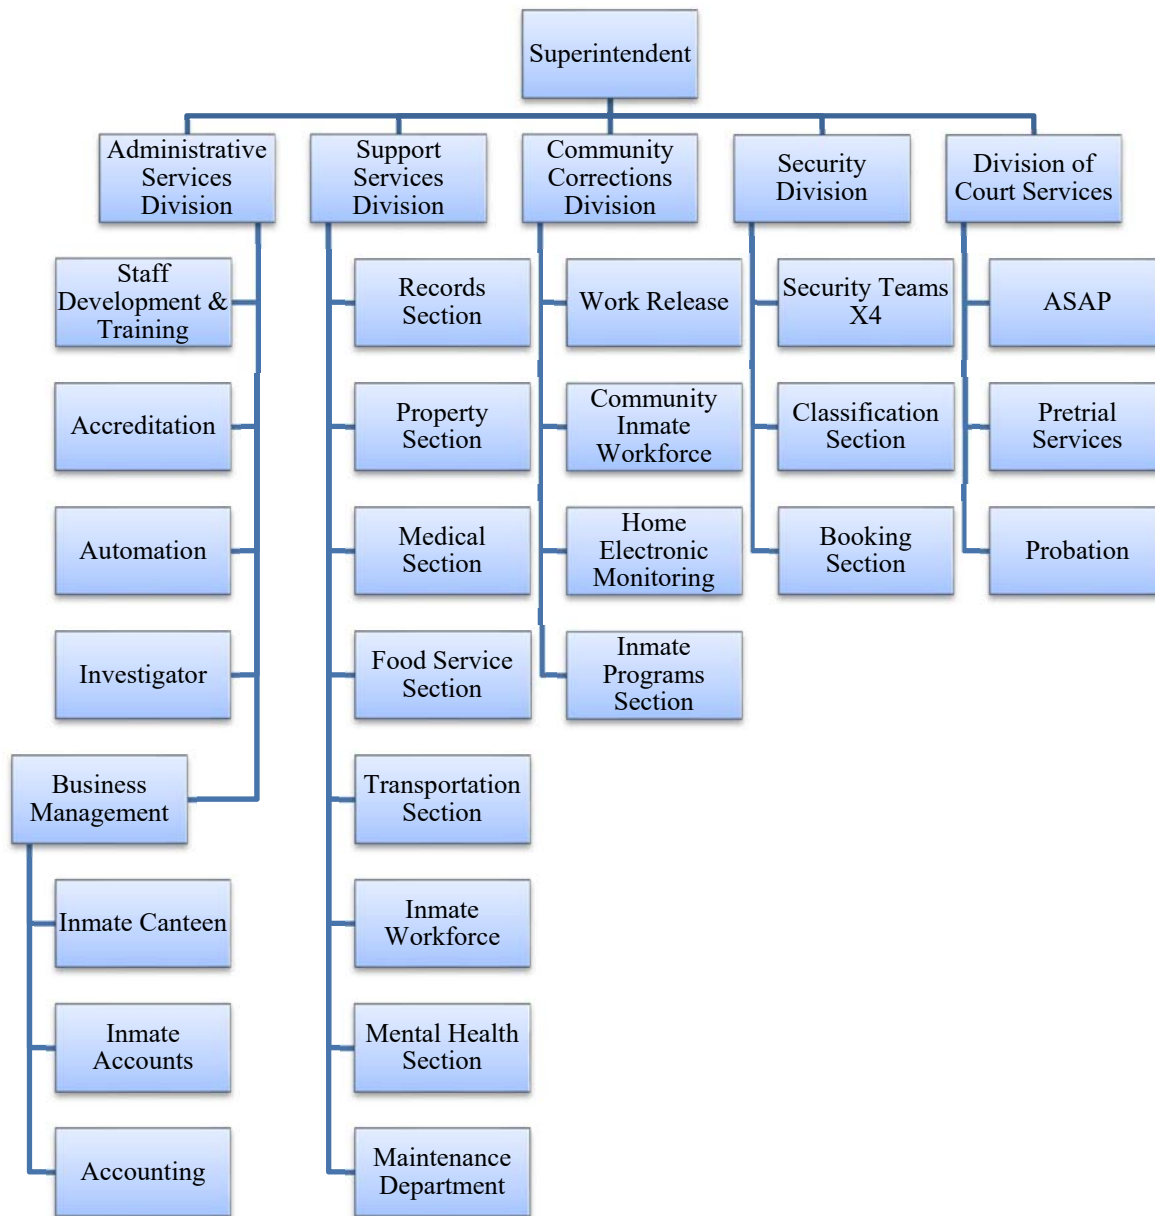 Superintendent
Administrative
Services
Division
Support
Services
Division
Community
Corrections
Division
Security
Division
Division of
Court Services
Staff
Development &
Training
Records
Section
Work Release
Security Teams
X4
ASAP
Accreditation
Property
Section
Community
Inmate
Workforce
Classification
Section
Pretrial
Services
Automation
Medical
Section
Home
Electronic
Monitoring
Booking
Section
Probation
Investigator
Food Service
Section
Inmate
Programs
Section
Business
Management
Transportation
Section
Inmate Canteen
Inmate
Workforce
Inmate
Accounts
Mental Health
Section
Accounting
Maintenance
Department